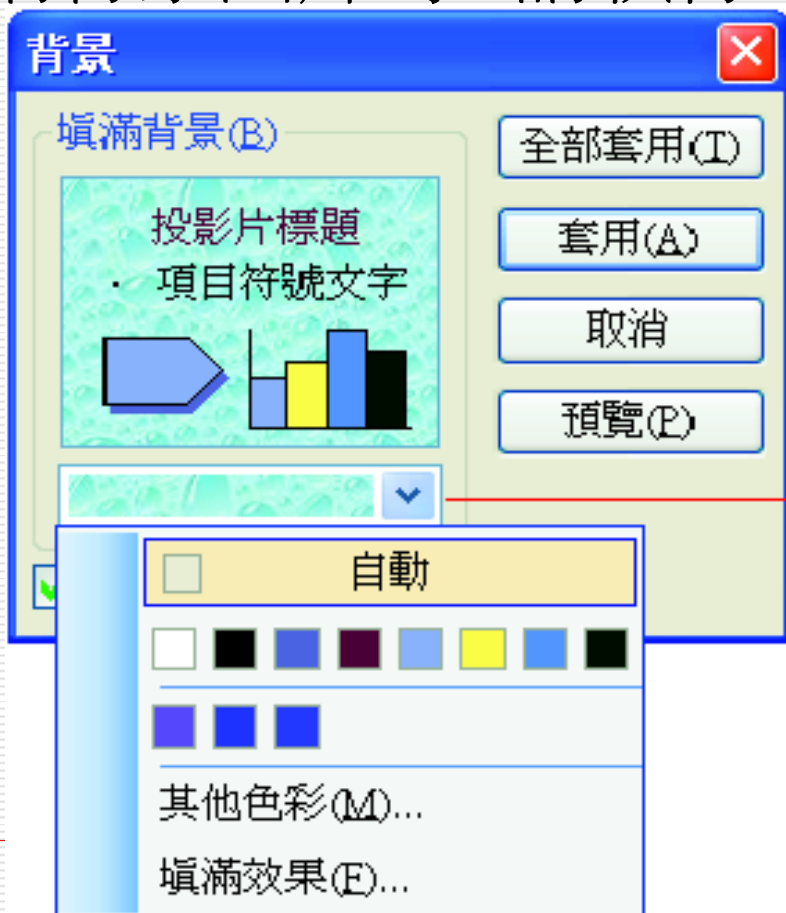 背景
填滿背景(B)
全部套用(T)
投影片標題
套用(A)
· 項目符號文字
取消
預覽(P)
自動
其他色彩(M)...
填滿效果(F)...